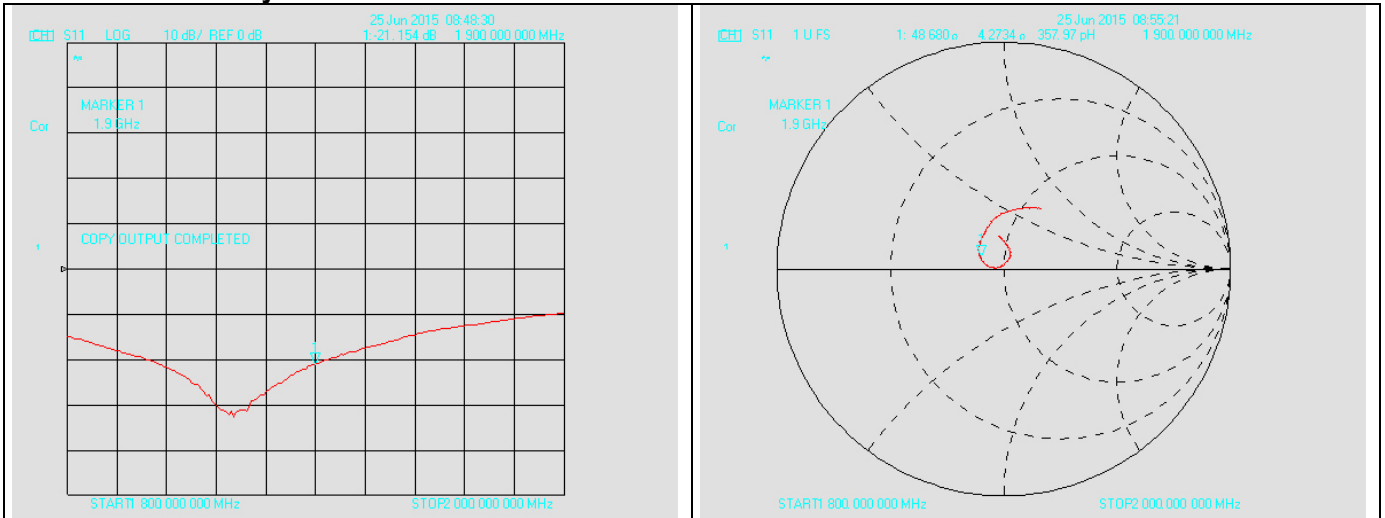 25 Jun 2015 08:48:30
CH1 S11 LOG 10 dB/ REF 0 dB 1:-21.154 dB 1 900.000 000 MHz
MARKER 1
Cor 1.9 GHz
COPY OUTPUT COMPLETED
1
1
START1 800.000 000 MHz STOP2 000.000 000 MHz
25 Jun 2015 08:55:21
CH1 S11 1 U FS 1: 48.680 Ω 4.2734 Ω 357.97 pH 1 900.000 000 MHz
MARKER 1
Cor 1.9 GHz
1
1
START1 800.000 000 MHz STOP2 000.000 000 MHz